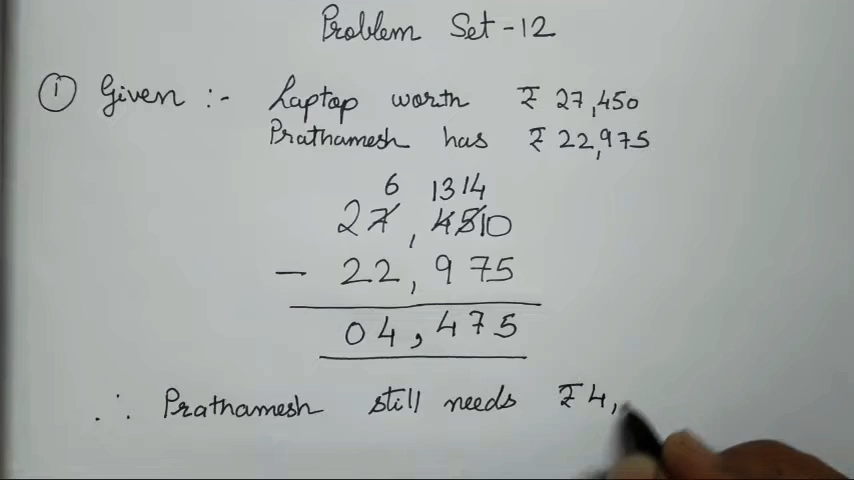 Problem Set-12
① Given :- Laptop worth ₹ 27,450
Prathamesh has ₹ 22,975
6 13 14
27,4510
- 22,975
04,475
∴ Prathamesh still needs ₹4,